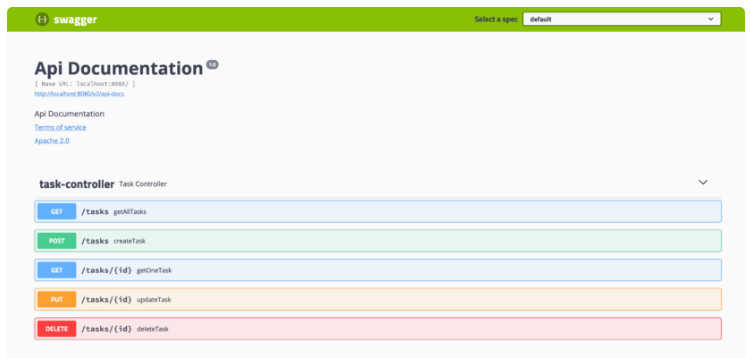 swagger
Select a spec default
Api Documentation 1.0
[ Base URL: localhost:8080/ ]
http://localhost:8080/v2/api-docs
Api Documentation
Terms of service
Apache 2.0
task-controller Task Controller
GET /tasks getAllTasks
POST /tasks createTask
GET /tasks/{id} getOneTask
PUT /tasks/{id} updateTask
DELETE /tasks/{id} deleteTask